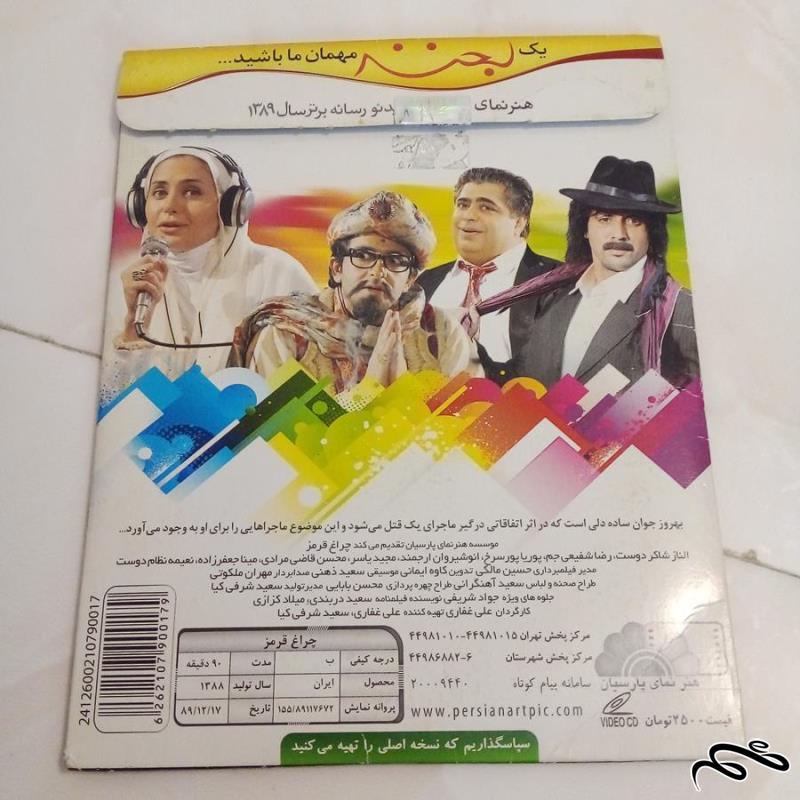 یک لبخند مهمان ما باشید...
هنرنمای دنو رسانه برتر سال ۱۳۸۹
بهروز جوان ساده دلی است که در اثر اتفاقاتی درگیر ماجرای یک قتل می‌شود و این موضوع ماجراهایی را برای او به وجود می‌آورد...
موسسه هنرنمای پارسیان تقدیم می کند چراغ قرمز
الناز شاکر دوست، رضا شفیعی جم، پوریا پورسرخ، انوشیروان ارجمند، مجید یاسر، محسن قاضی مرادی، مینا جعفرزاده، نعیمه نظام دوست
مدیر فیلمبرداری حسین مالکی تدوین کاوه ایمانی موسیقی سعید ذهنی صدابردار مهران ملکوتی
طراح صحنه و لباس سعید آهنگرانی طراح چهره پردازی محسن بابایی مدیر تولید سعید شرفی کیا
جلوه های ویژه جواد شریفی نویسنده فیلمنامه سعید دربندی، میلاد کزازی
کارگردان علی غفاری تهیه کننده علی غفاری، سعید شرفی کیا
مرکز پخش تهران ۴۴۹۸۱۰۱۵-۴۴۹۸۱۰۱۰
مرکز پخش شهرستان ۴۴۹۸۶۸۸۲-۶
هنر نمای پارسیان سامانه پیام کوتاه ۲۰۰۰۹۴۴۰
www.persianartpic.com
VIDEO CD
قیمت ۲۵۰۰ تومان
چراغ قرمز
درجه کیفی ب مدت ۹۰ دقیقه
محصول ایران سال تولید ۱۳۸۸
پروانه نمایش ۱۵۵/۸۹۱۱۷۶۷۲ تاریخ ۸۹/۱۲/۱۷
2412600210790017
6262107900179
سپاسگذاریم که نسخه اصلی را تهیه می کنید